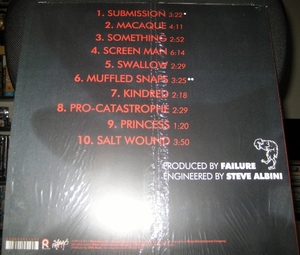 1. SUBMISSION 3:22*
2. MACAQUE 4:11
3. SOMETHING 2:52
4. SCREEN MAN 6:14
5. SWALLOW 2:29
6. MUFFLED SNAPS 3:25**
7. KINDRED 2:18
8. PRO-CATASTROPHE 2:29
9. PRINCESS 1:20
10. SALT WOUND 3:50
PRODUCED BY FAILURE
ENGINEERED BY STEVE ALBINI